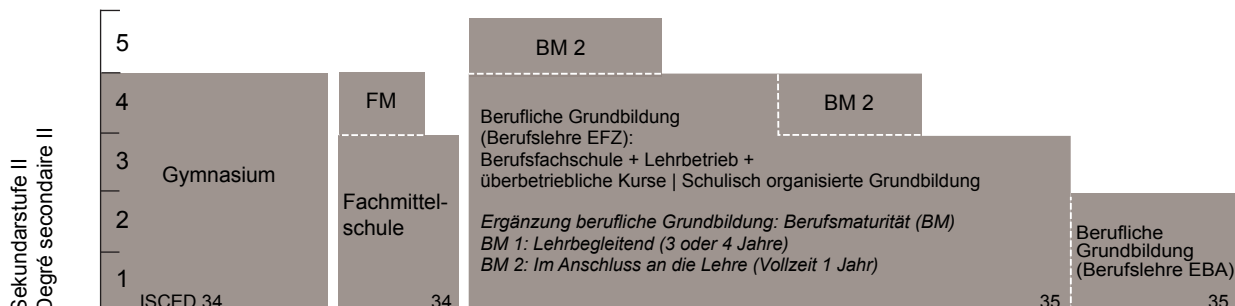 Sekundarstufe II
Degré secondaire II
5
4
3
2
1
Gymnasium
ISCED 34
FM
Fachmittel-
schule
34
BM 2
BM 2
Berufliche Grundbildung
(Berufslehre EFZ):
Berufsfachschule + Lehrbetrieb +
überbetriebliche Kurse | Schulisch organisierte Grundbildung
Ergänzung berufliche Grundbildung: Berufsmaturität (BM)
BM 1: Lehrbegleitend (3 oder 4 Jahre)
BM 2: Im Anschluss an die Lehre (Vollzeit 1 Jahr)
35
Berufliche
Grundbildung
(Berufslehre EBA)
35